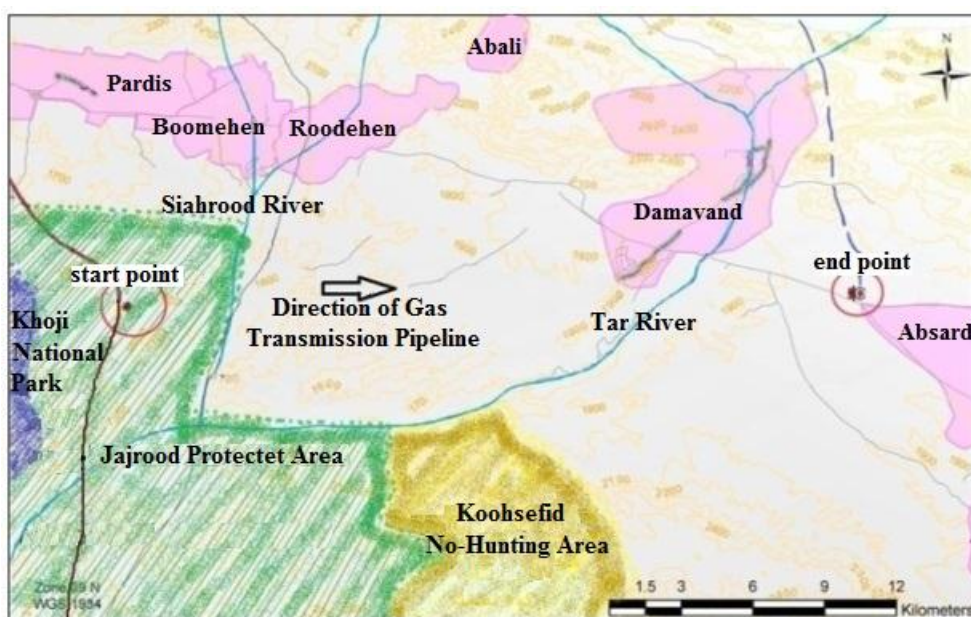 Abali
N
Pardis
Boomehen
Roodehen
Siahrood River
Damavand
start point
end point
Direction of Gas
Transmission Pipeline
Tar River
Absard
Khoji
National
Park
Jajrood Protectet Area
Koohsefid
No-Hunting Area
Zone 39 N
WGS 1984
1.5 3 6 9 12
Kilometers